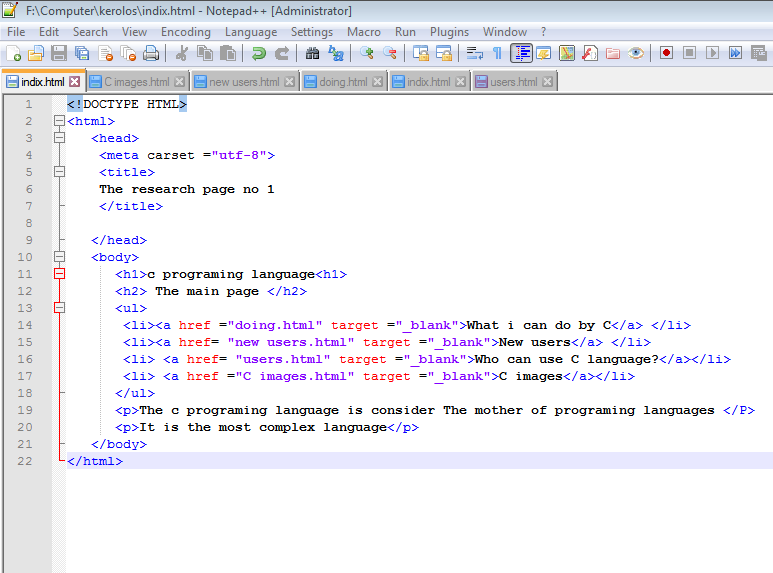 F:\Computer\kerolos\indix.html - Notepad++ [Administrator]
File Edit Search View Encoding Language Settings Macro Run Plugins Window ?
indix.html C images.html new users.html doing.html indix.html users.html
1 <!DOCTYPE HTML>
2 <html>
3 <head>
4 <meta carset ="utf-8">
5 <title>
6 The research page no 1
7 </title>
8
9 </head>
10 <body>
11 <h1>c programing language<h1>
12 <h2> The main page </h2>
13 <ul>
14 <li><a href ="doing.html" target ="_blank">What i can do by C</a> </li>
15 <li><a href= "new users.html" target ="_blank">New users</a> </li>
16 <li> <a href= "users.html" target ="_blank">Who can use C language?</a></li>
17 <li> <a href ="C images.html" target ="_blank">C images</a></li>
18 </ul>
19 <p>The c programing language is consider The mother of programing languages </P>
20 <p>It is the most complex language</p>
21 </body>
22 </html>